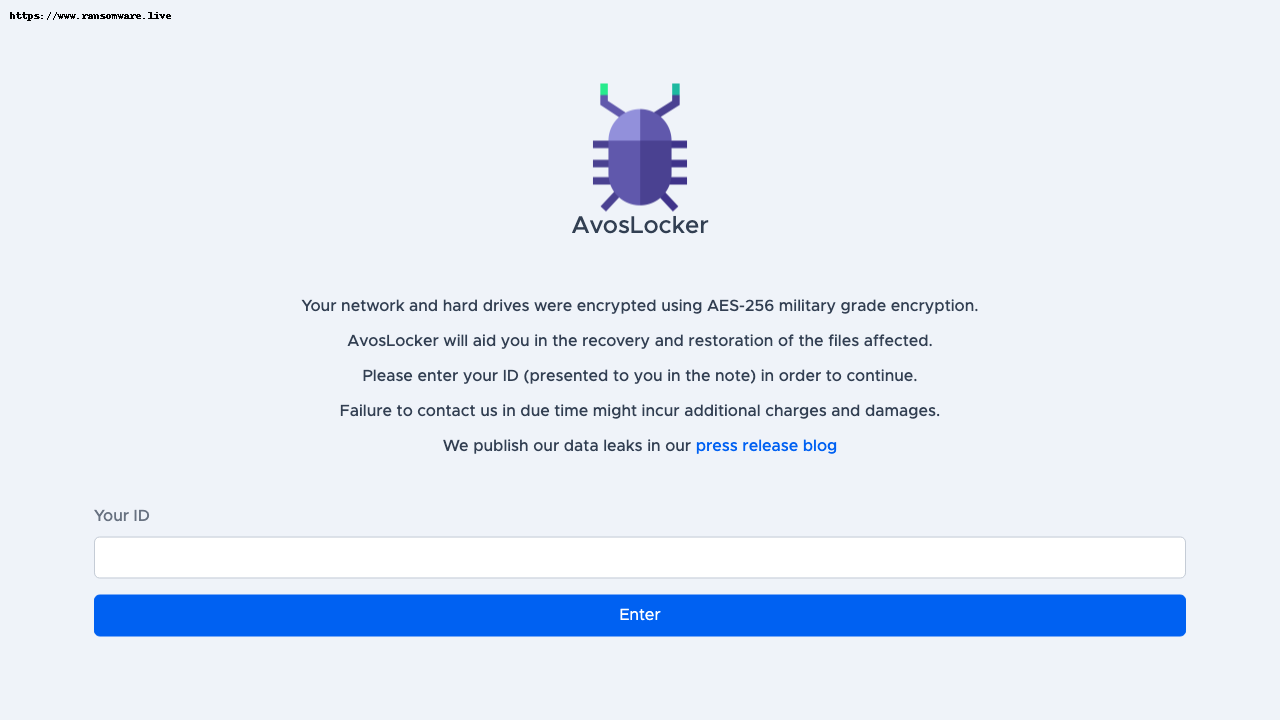 https://www.ransomware.live
AvosLocker
Your network and hard drives were encrypted using AES-256 military grade encryption.
AvosLocker will aid you in the recovery and restoration of the files affected.
Please enter your ID (presented to you in the note) in order to continue.
Failure to contact us in due time might incur additional charges and damages.
We publish our data leaks in our press release blog
Your ID
Enter